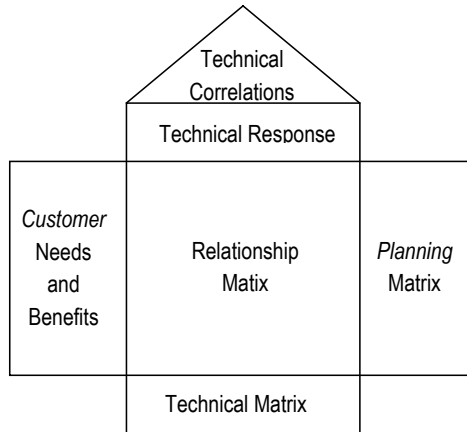 Technical
Correlations
Technical Response
Customer
Needs
and
Benefits
Relationship
Matix
Planning
Matrix
Technical Matrix